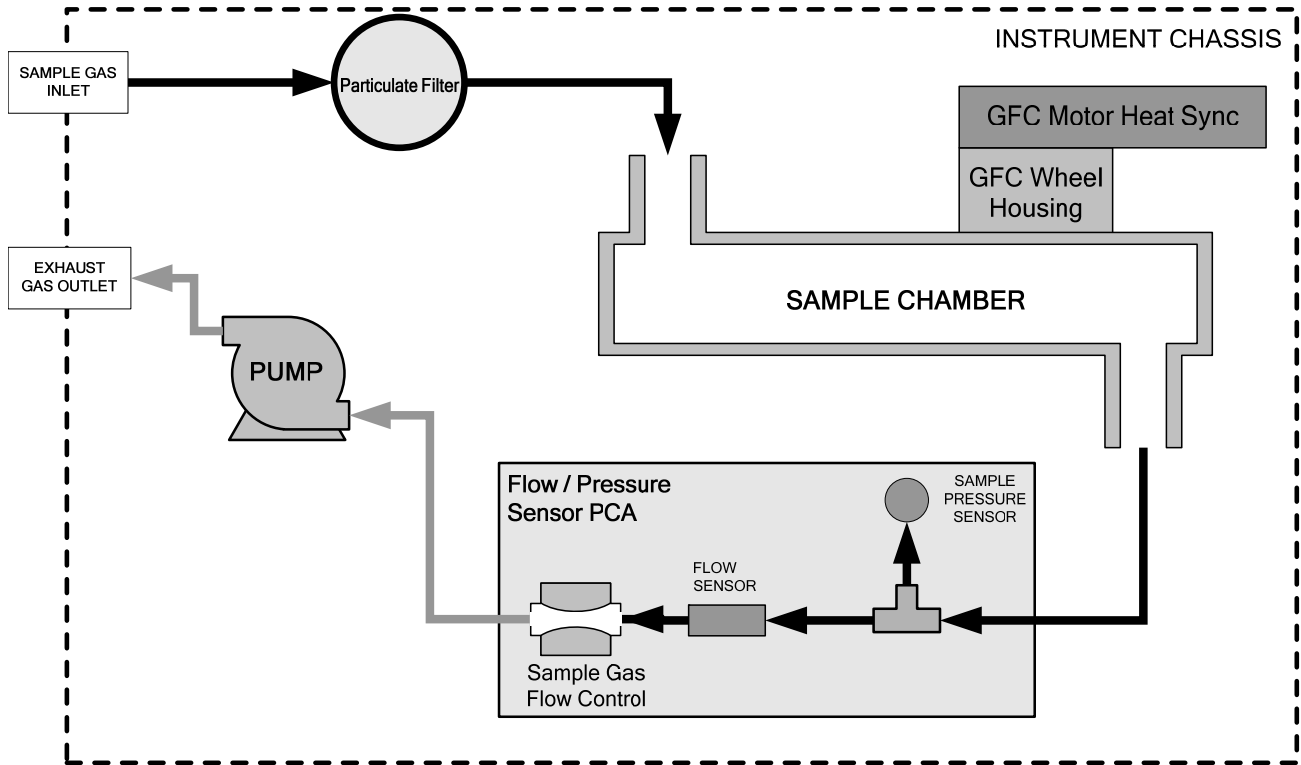 INSTRUMENT CHASSIS
SAMPLE GAS
INLET
Particulate Filter
GFC Motor Heat Sync
GFC Wheel
Housing
EXHAUST
GAS OUTLET
SAMPLE CHAMBER
PUMP
Flow / Pressure
Sensor PCA
SAMPLE
PRESSURE
SENSOR
FLOW
SENSOR
Sample Gas
Flow Control